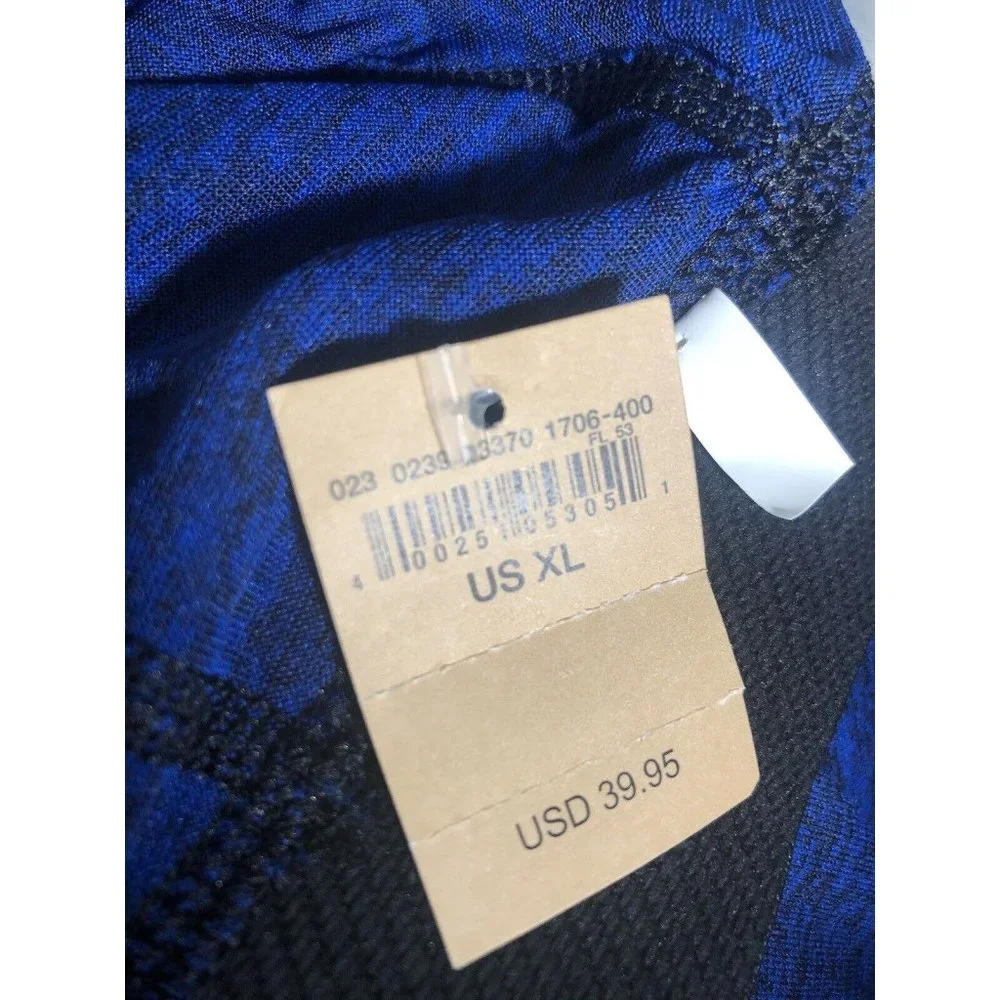 023 0239 3370 1706-400
FL 53
4 00251 05305 1
US XL
USD 39.95